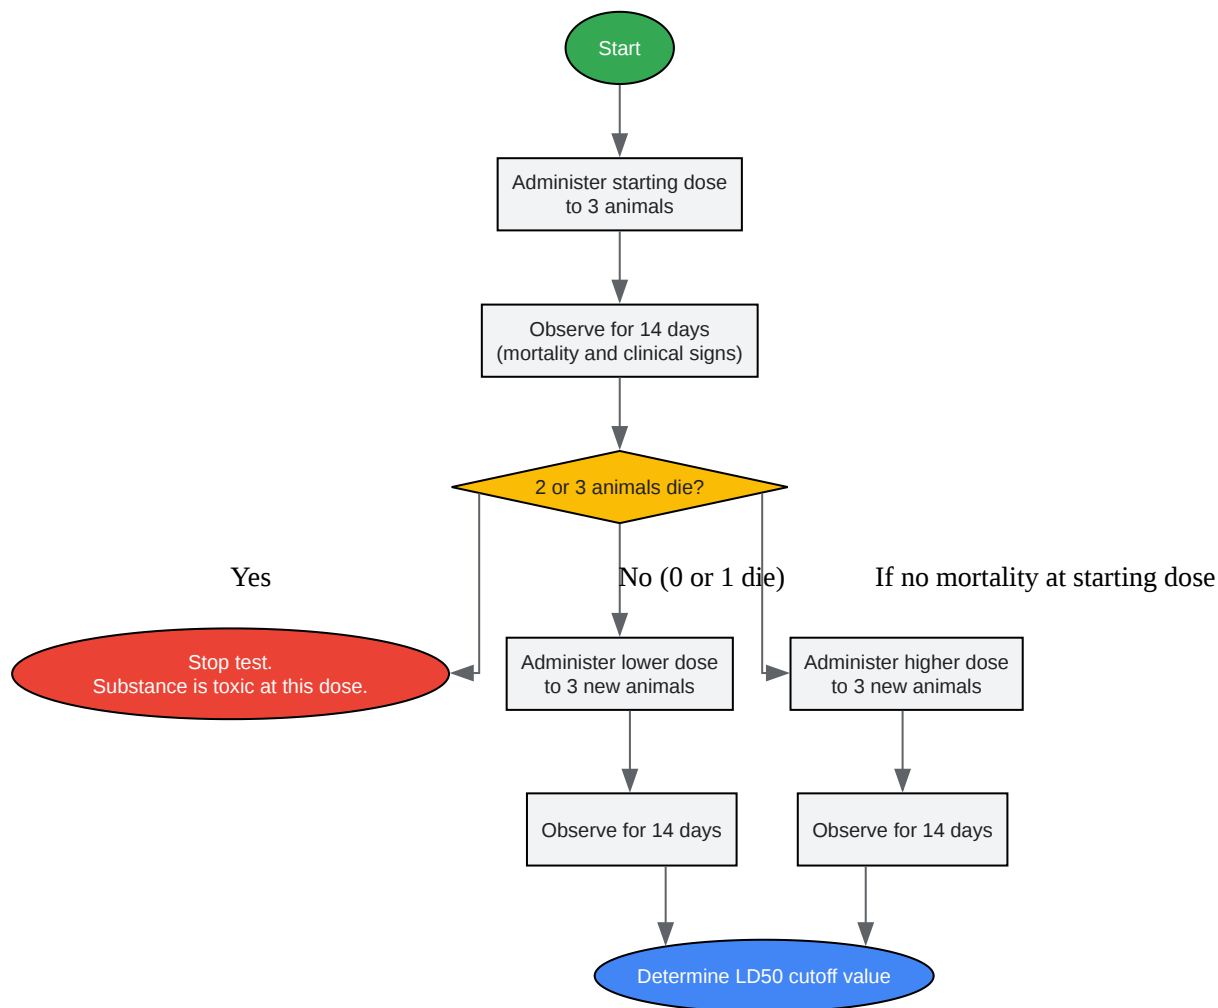 Start
Administer starting dose
to 3 animals
Observe for 14 days
(mortality and clinical signs)
2 or 3 animals die?
Yes
No (0 or 1 die)
If no mortality at starting dose
Stop test.
Substance is toxic at this dose.
Administer lower dose
to 3 new animals
Administer higher dose
to 3 new animals
Observe for 14 days
Observe for 14 days
Determine LD50 cutoff value